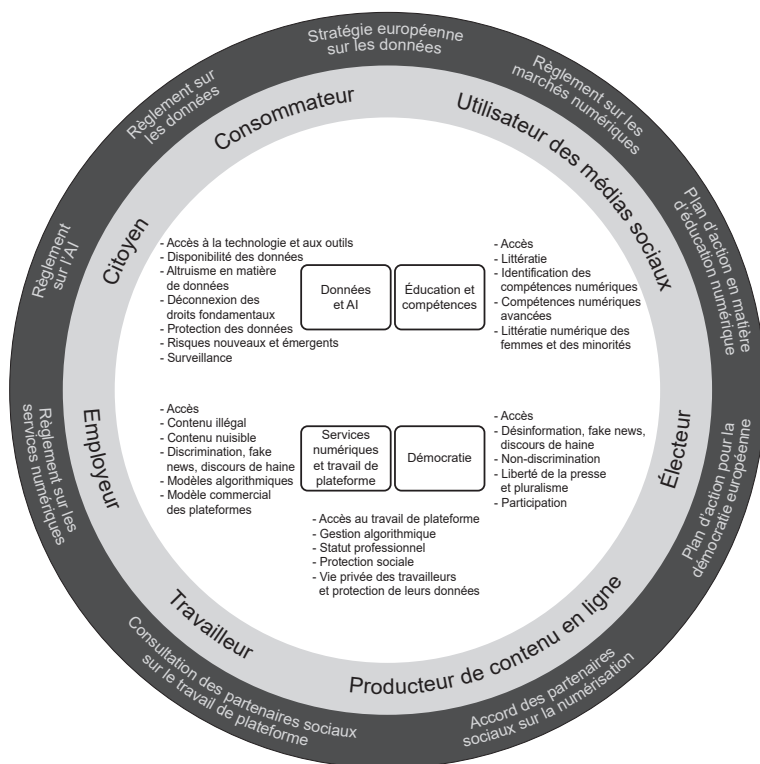 Stratégie européenne
sur les données
Règlement sur les
marchés numériques
Plan d'action en matière
d'éducation numérique
Plan d'action pour la
démocratie européenne
Accord des partenaires
sociaux sur la numérisation
Consultation des partenaires sociaux
sur le travail de plateforme
Règlement sur les
services numériques
Règlement
sur l'AI
Règlement sur
les données
Consommateur
Utilisateur des médias sociaux
Électeur
Producteur de contenu en ligne
Travailleur
Employeur
Citoyen
- Accès à la technologie et aux outils
- Disponibilité des données
- Altruisme en matière
de données
- Déconnexion des
droits fondamentaux
- Protection des données
- Risques nouveaux et émergents
- Surveillance
Données
et AI
Éducation et
compétences
- Accès
- Littératie
- Identification des
compétences numériques
- Compétences numériques
avancées
- Littératie numérique des
femmes et des minorités
- Accès
- Contenu illégal
- Contenu nuisible
- Discrimination, fake
news, discours de haine
- Modèles algorithmiques
- Modèle commercial
des plateformes
Services
numériques
et travail de
plateforme
Démocratie
- Accès
- Désinformation, fake news,
discours de haine
- Non-discrimination
- Liberté de la presse
et pluralisme
- Participation
- Accès au travail de plateforme
- Gestion algorithmique
- Statut professionnel
- Protection sociale
- Vie privée des travailleurs
et protection de leurs données